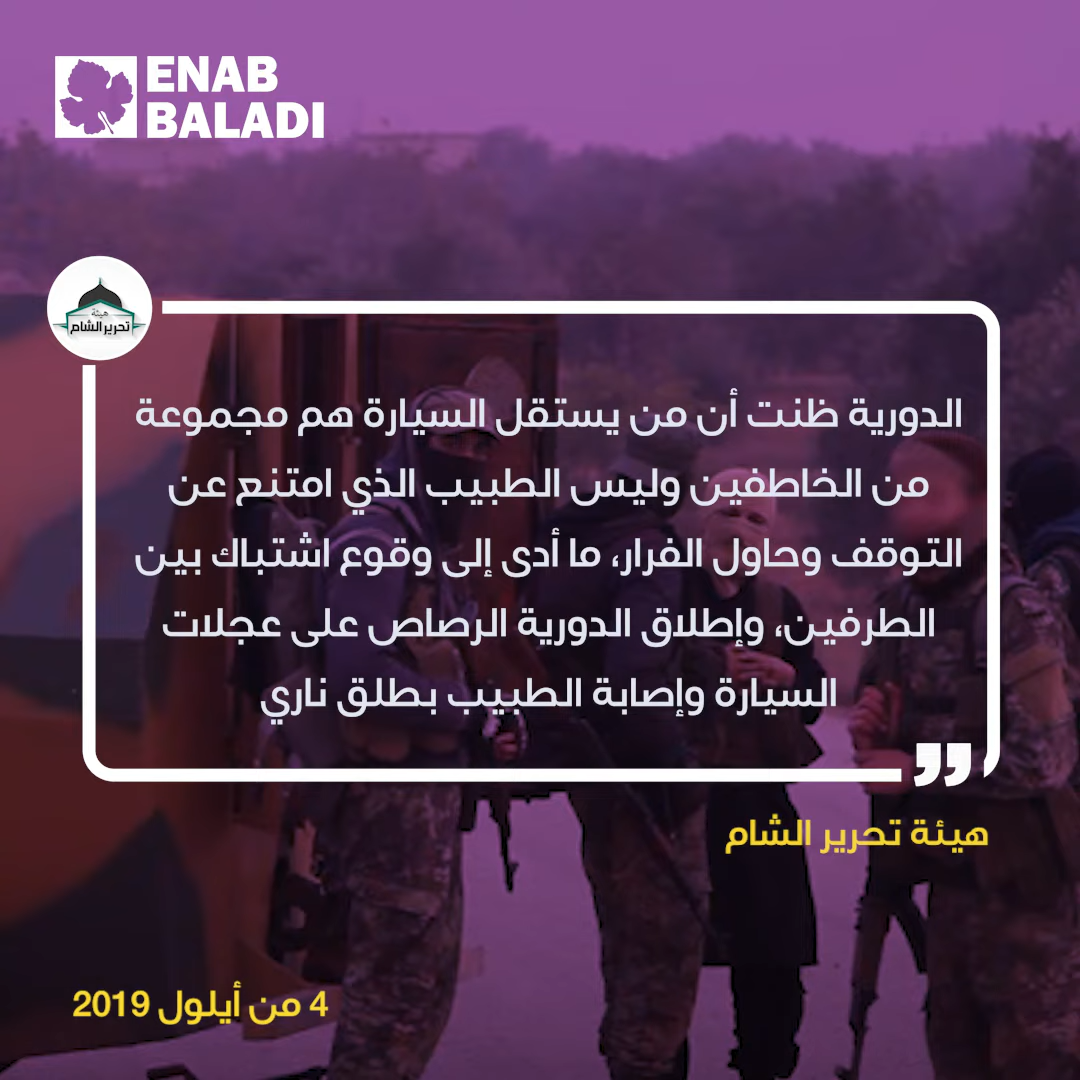 ENAB
BALADI
هيئة
تحرير الشام
الدورية ظنت أن من يستقل السيارة هم مجموعة
من الخاطفين وليس الطبيب الذي امتنع عن
التوقف وحاول الفرار، ما أدى إلى وقوع اشتباك بين
الطرفين، وإطلاق الدورية الرصاص على عجلات
السيارة وإصابة الطبيب بطلق ناري
هيئة تحرير الشام
4 من أيلول 2019